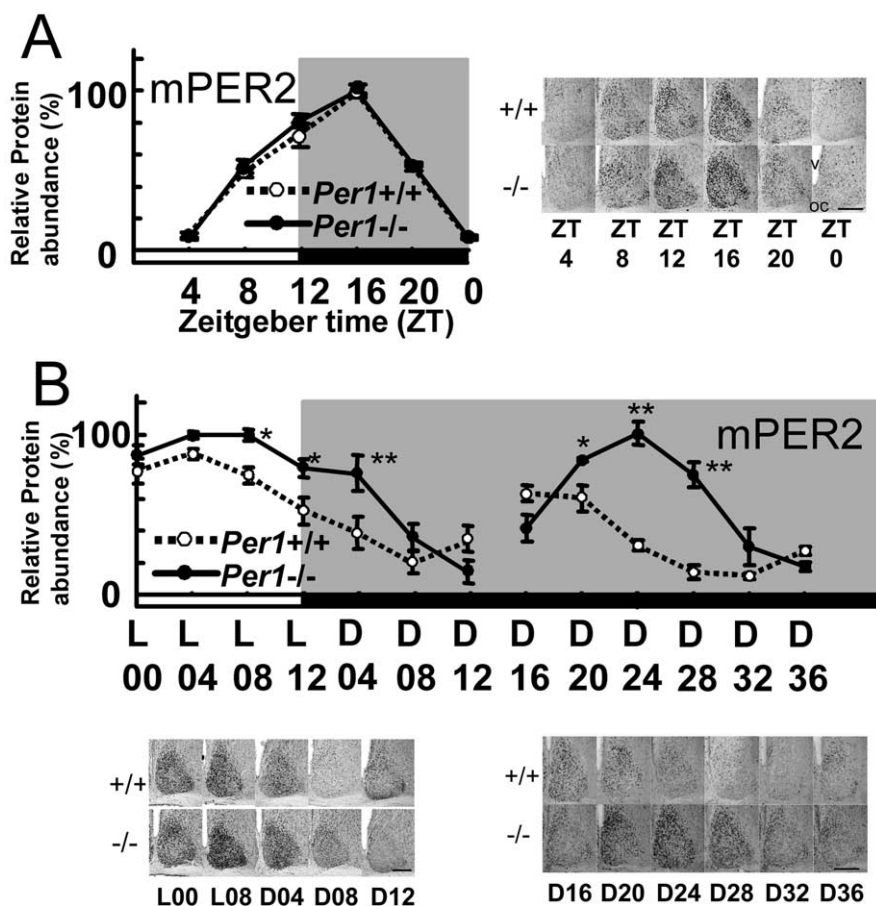 A
Relative Protein
abundance (%)
100
0
mPER2
Per1+/+
Per1-/-
4 8 12 16 20 0
Zeitgeber time (ZT)
+/+
-/-
v
oc
ZT ZT ZT ZT ZT ZT
4 8 12 16 20 0
B
Relative Protein
abundance (%)
100
0
mPER2
* * ** * ** **
Per1+/+
Per1-/-
L L L L D D D D D D D D D
00 04 08 12 04 08 12 16 20 24 28 32 36
+/+
-/-
L00 L08 D04 D08 D12
+/+
-/-
D16 D20 D24 D28 D32 D36